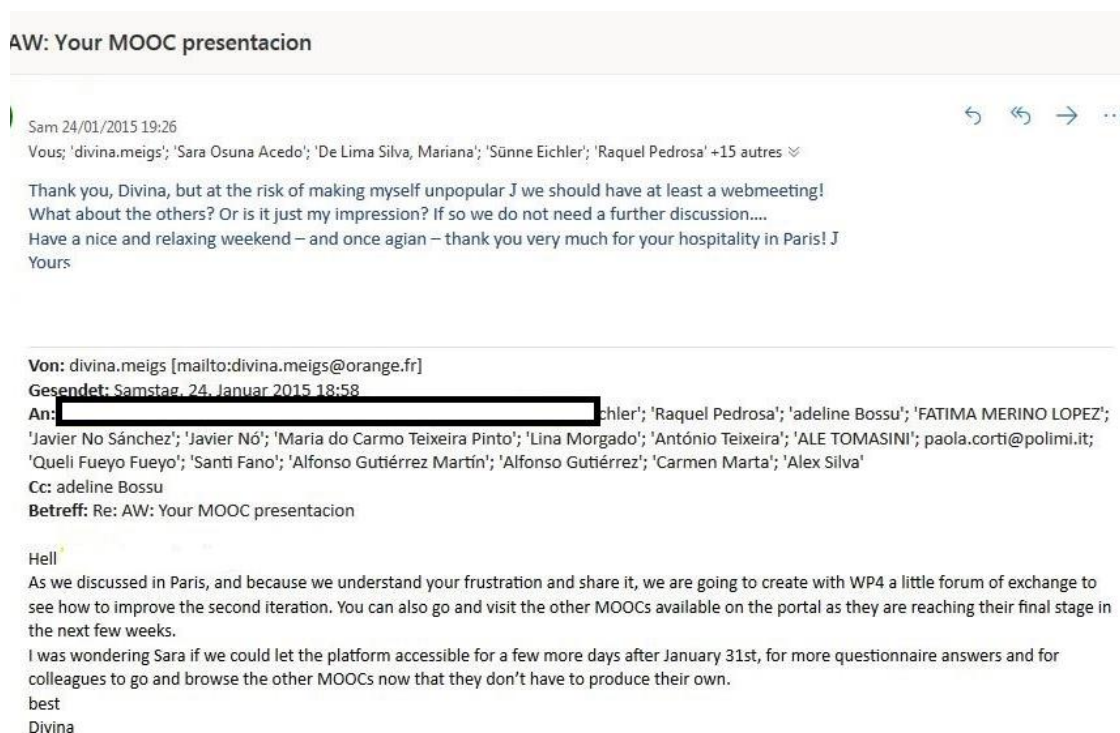 AW: Your MOOC presentacion
Sam 24/01/2015 19:26
Vous; 'divina.meigs'; 'Sara Osuna Acedo'; 'De Lima Silva, Mariana'; 'Sünne Eichler'; 'Raquel Pedrosa' +15 autres
Thank you, Divina, but at the risk of making myself unpopular J we should have at least a webmeeting!
What about the others? Or is it just my impression? If so we do not need a further discussion....
Have a nice and relaxing weekend – and once agian – thank you very much for your hospitality in Paris! J
Yours
Von: divina.meigs [mailto:divina.meigs@orange.fr]
Gesendet: Samstag, 24. Januar 2015 18:58
An: chler'; 'Raquel Pedrosa'; 'adeline Bossu'; 'FATIMA MERINO LOPEZ';
'Javier No Sánchez'; 'Javier Nó'; 'Maria do Carmo Teixeira Pinto'; 'Lina Morgado'; 'António Teixeira'; 'ALE TOMASINI'; paola.corti@polimi.it;
'Queli Fueyo Fueyo'; 'Santi Fano'; 'Alfonso Gutiérrez Martín'; 'Alfonso Gutiérrez'; 'Carmen Marta'; 'Alex Silva'
Cc: adeline Bossu
Betreff: Re: AW: Your MOOC presentacion
Hell
As we discussed in Paris, and because we understand your frustration and share it, we are going to create with WP4 a little forum of exchange to
see how to improve the second iteration. You can also go and visit the other MOOCs available on the portal as they are reaching their final stage in
the next few weeks.
I was wondering Sara if we could let the platform accessible for a few more days after January 31st, for more questionnaire answers and for
colleagues to go and browse the other MOOCs now that they don't have to produce their own.
best
Divina